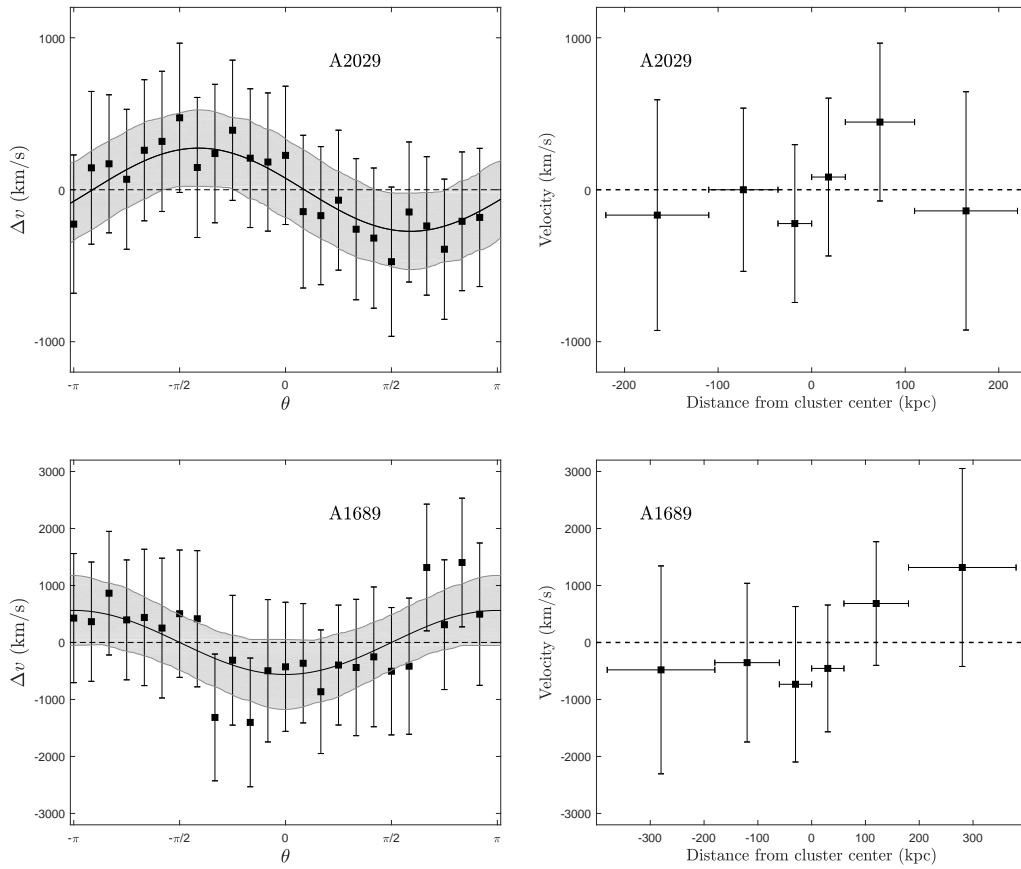 A2029
1000
0
-1000
Δv (km/s)
-π
-π/2
0
π/2
π
θ
A2029
1000
0
-1000
Velocity (km/s)
-200
-100
0
100
200
Distance from cluster center (kpc)
A1689
3000
2000
1000
0
-1000
-2000
-3000
Δv (km/s)
-π
-π/2
0
π/2
π
θ
A1689
3000
2000
1000
0
-1000
-2000
-3000
Velocity (km/s)
-300
-200
-100
0
100
200
300
Distance from cluster center (kpc)